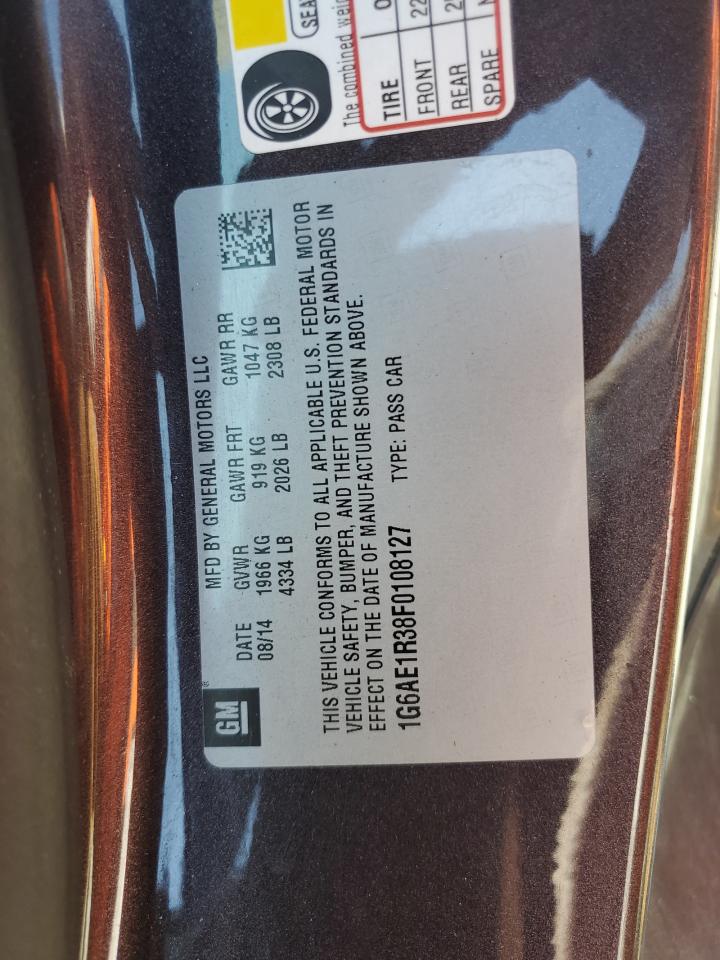 GM
MFD BY GENERAL MOTORS LLC
DATE GVWR GAWR FRT GAWR RR
08/14 1966 KG 919 KG 1047 KG
4334 LB 2026 LB 2308 LB
THIS VEHICLE CONFORMS TO ALL APPLICABLE U.S. FEDERAL MOTOR
VEHICLE SAFETY, BUMPER, AND THEFT PREVENTION STANDARDS IN
EFFECT ON THE DATE OF MANUFACTURE SHOWN ABOVE.
1G6AE1R38F0108127 TYPE: PASS CAR
The combined
TIRE
FRONT 22
REAR
SPARE